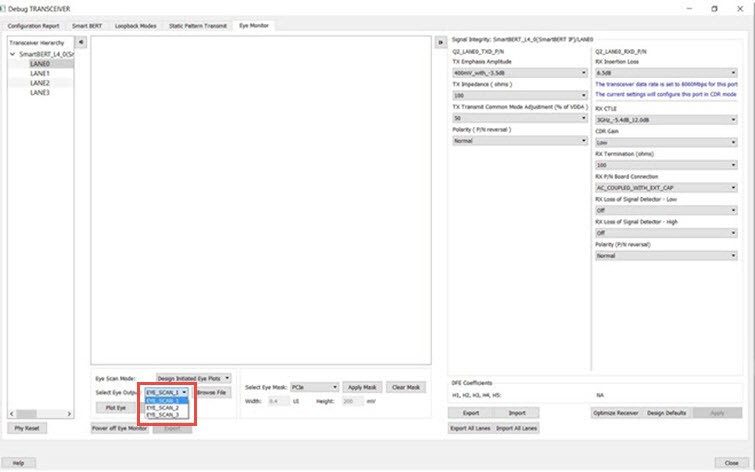 Debug TRANSCEIVER
Configuration Report Smart BERT Loopback Modes Static Pattern Transmit Eye Monitor
Transceiver Hierarchy
SmartBERT_L4_0(Sn
LANE0
LANE1
LANE2
LANE3
Phy Reset
Eye Scan Mode: Design Initiated Eye Plots
Select Eye Outpu EYE_SCAN_1 Browse File
EYE_SCAN_1
EYE_SCAN_2
EYE_SCAN_3
Plot Eye
Power off Eye Monitor Export
Select Eye Mask: PCIe Apply Mask Clear Mask
Width: 0.4 UI Height: 200 mV
Signal Integrity: SmartBERT_L4_0(SmartBERT IF)/LANE0
Q2_LANE0_TXD_P/N
TX Emphasis Amplitude
400mV_with_-3.5dB
TX Impedance ( ohms )
100
TX Transmit Common Mode Adjustment (% of VDDA )
50
Polarity ( P/N reversal )
Normal
Q2_LANE0_RXD_P/N
RX Insertion Loss
6.5dB
The transceiver data rate is set to 8060Mbps for this port
The current settings will configure this port in CDR mode
RX CTLE
3GHz_-5.4dB_12.0dB
CDR Gain
Low
RX Termination (ohms)
100
RX P/N Board Connection
AC_COUPLED_WITH_EXT_CAP
RX Loss of Signal Detector - Low
Off
RX Loss of Signal Detector - High
Off
Polarity (P/N reversal)
Normal
DFE Coefficients
H1, H2, H3, H4, H5: NA
Export Import Optimize Receiver Design Defaults Apply
Export All Lanes Import All Lanes
Help Close